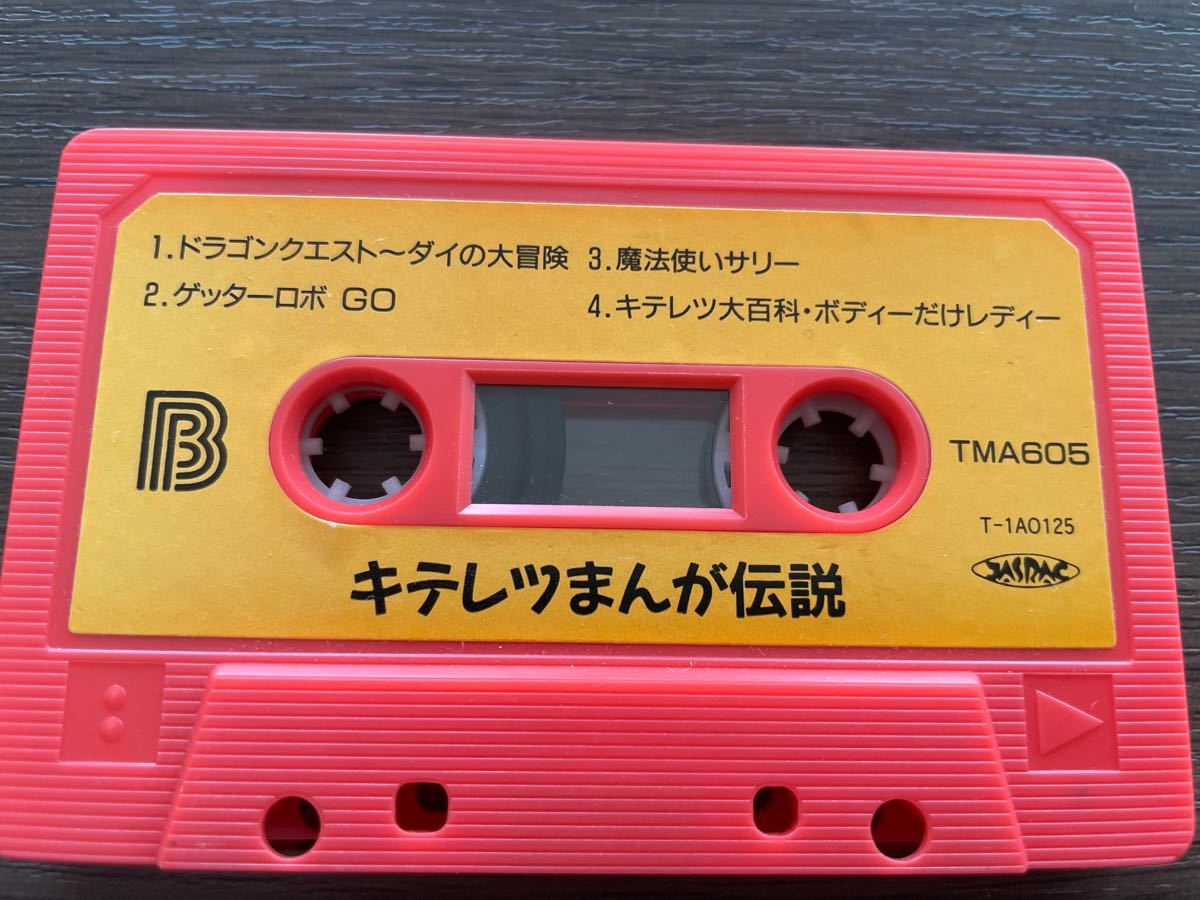 1.ドラゴンクエスト〜ダイの大冒険
2.ゲッターロボ GO
3.魔法使いサリー
4.キテレツ大百科・ボディーだけレディー
B
TMA605
T-1A0125
JASRAC
キテレツまんが伝説